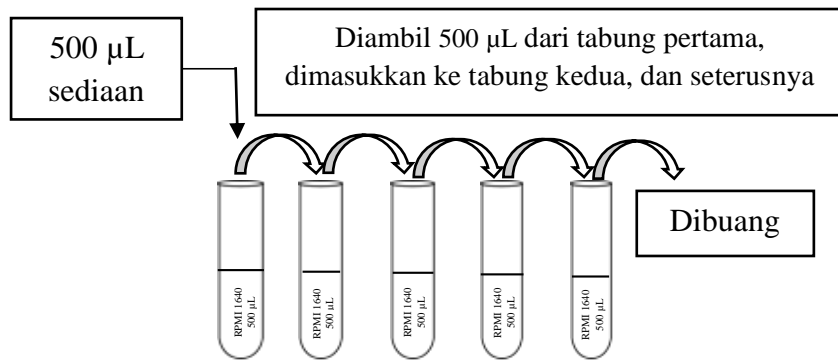 500 µL
sediaan
Diambil 500 µL dari tabung pertama,
dimasukkan ke tabung kedua, dan seterusnya
Dibuang
RPMI 1640
500 µL
RPMI 1640
500 µL
RPMI 1640
500 µL
RPMI 1640
500 µL
RPMI 1640
500 µL